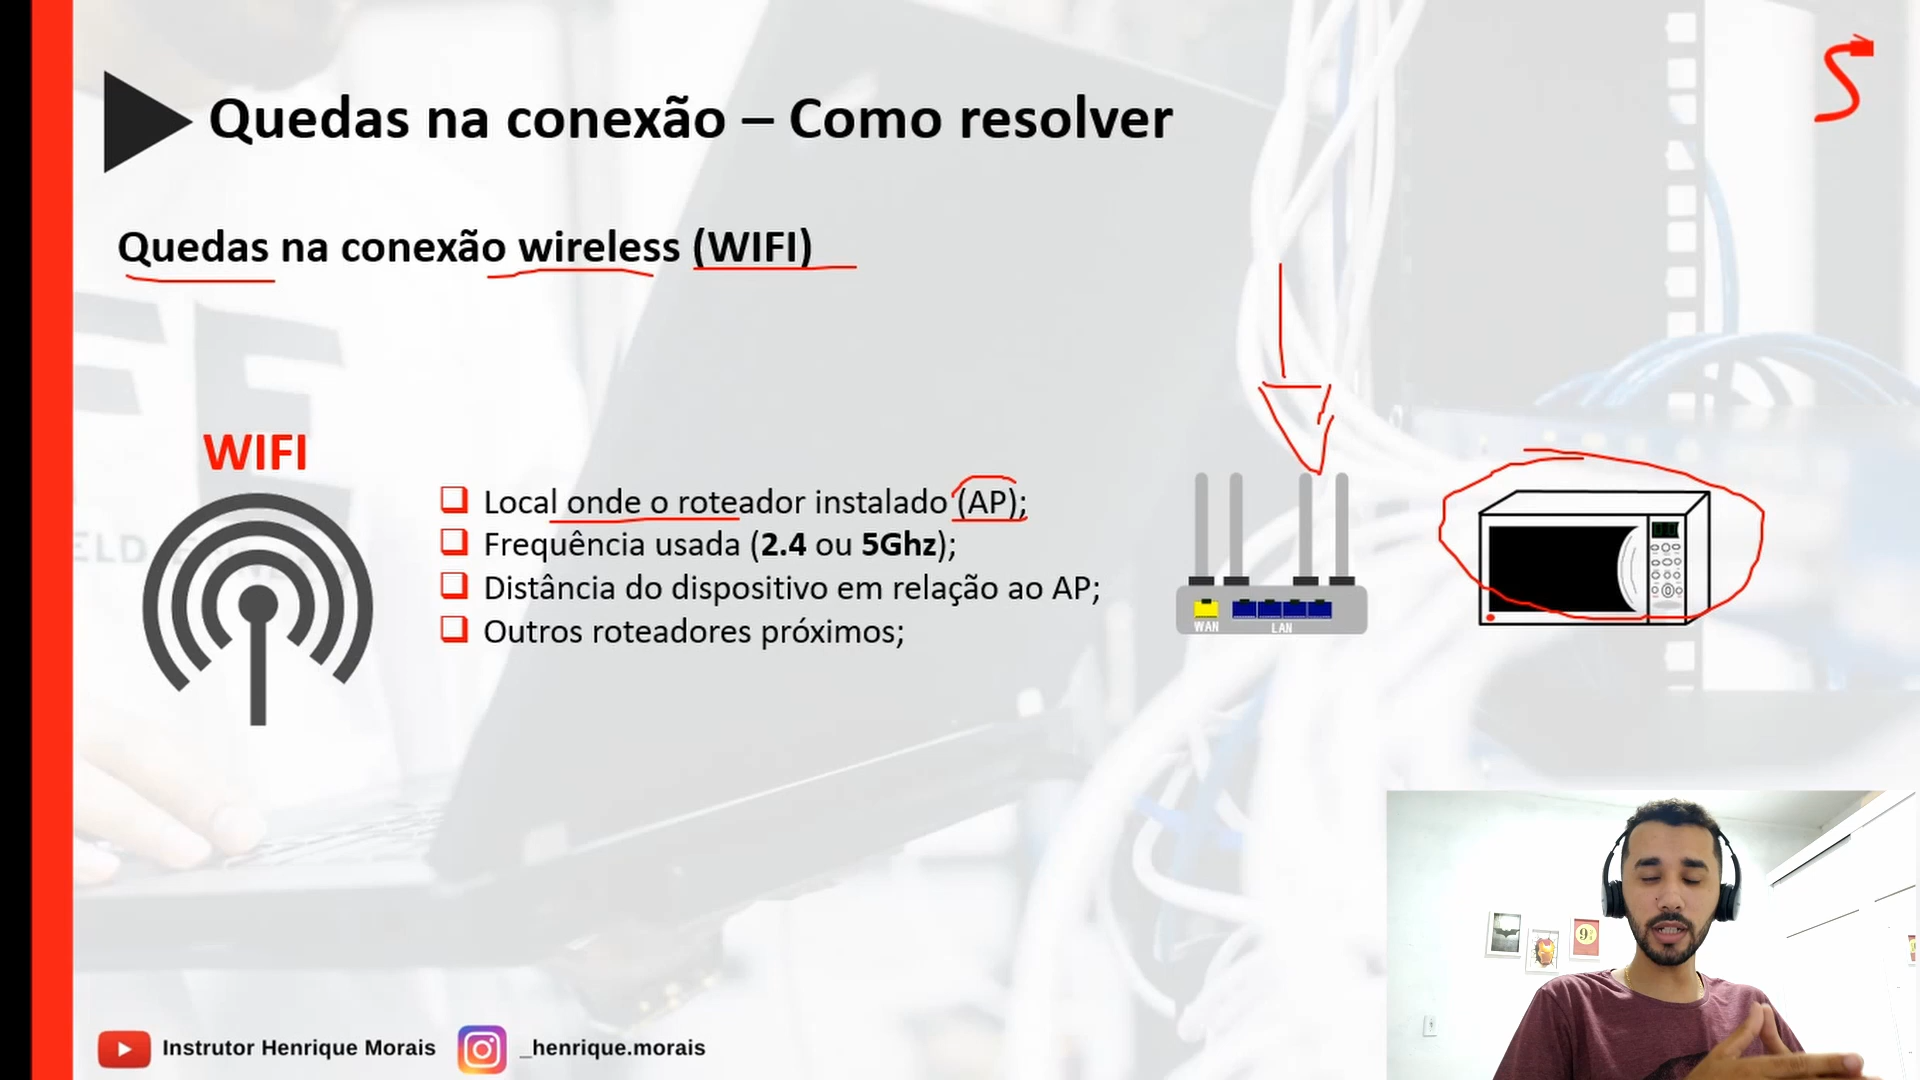 Quedas na conexão – Como resolver
Quedas na conexão wireless (WIFI)
WIFI
Local onde o roteador instalado (AP);
Frequência usada (2.4 ou 5Ghz);
Distância do dispositivo em relação ao AP;
Outros roteadores próximos;
WAN
LAN
Instrutor Henrique Morais
_henrique.morais